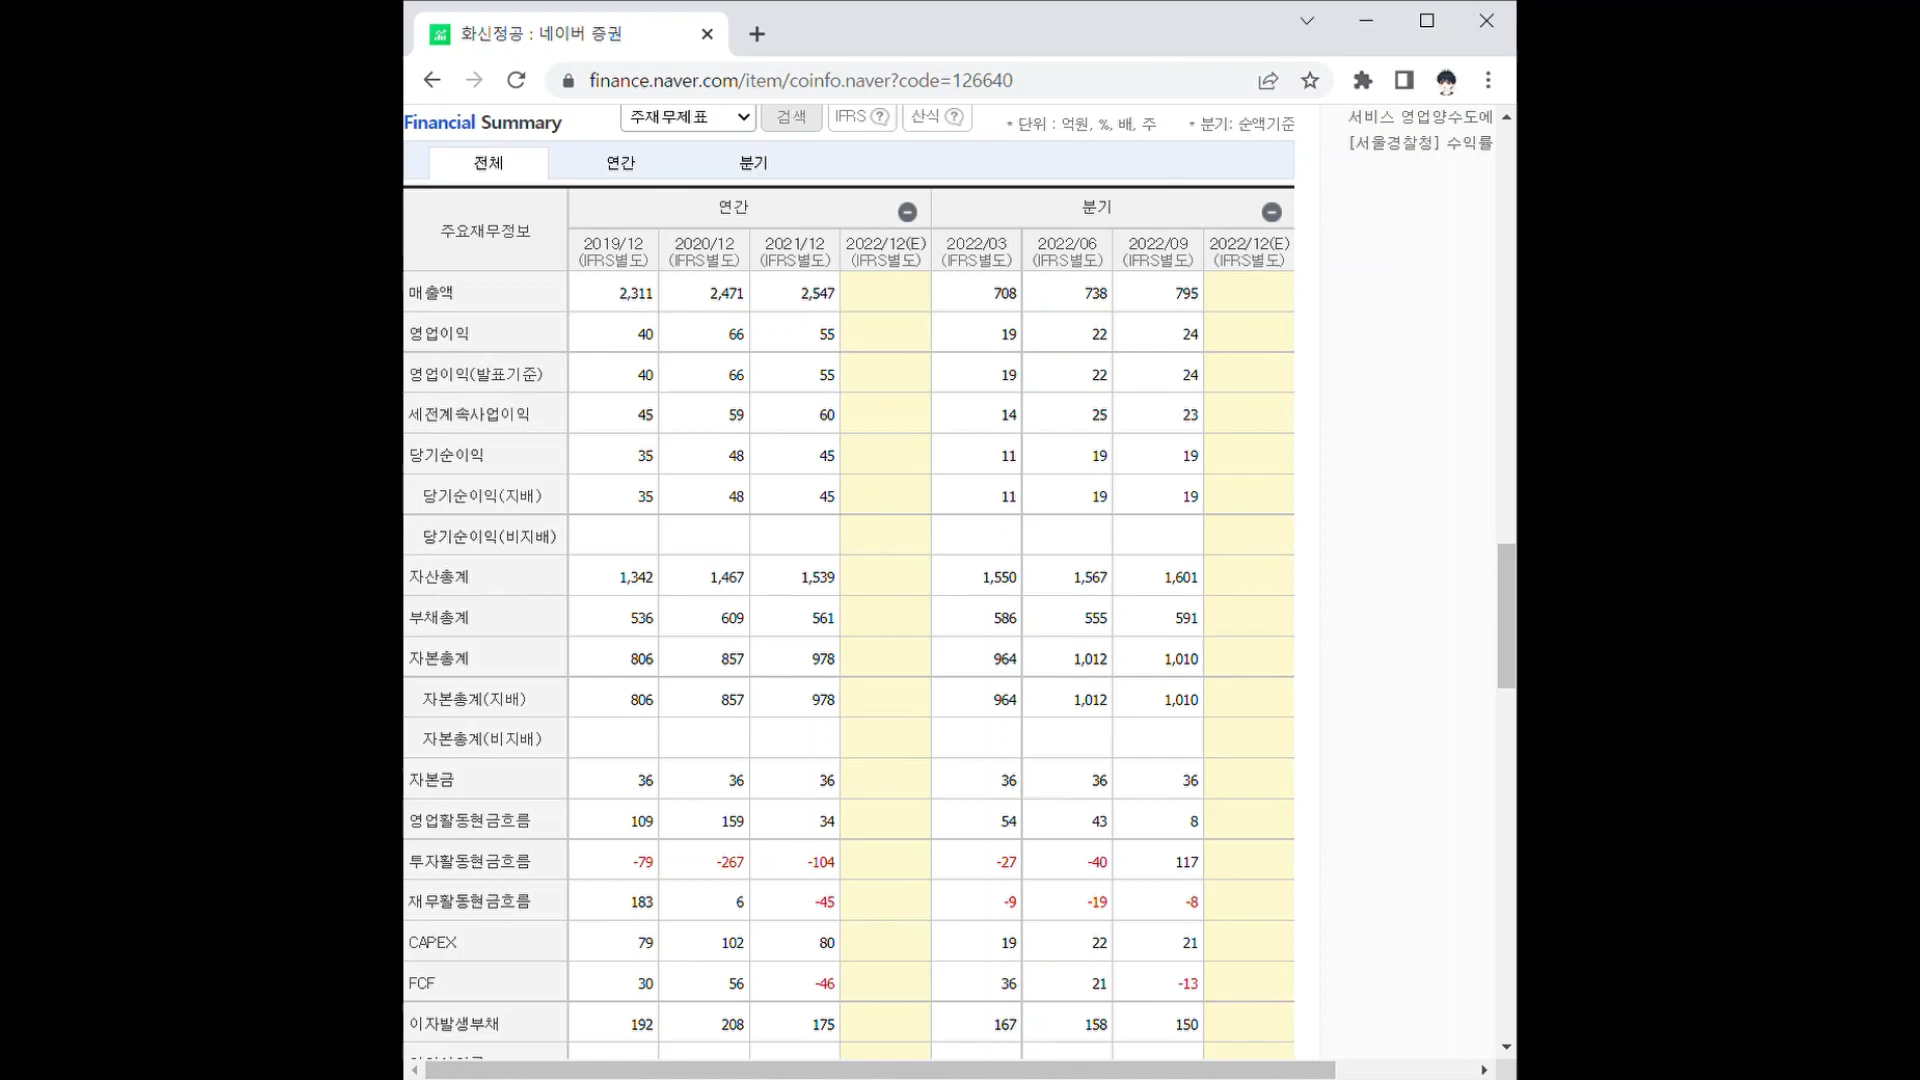 화신정공 : 네이버 증권
finance.naver.com/item/coinfo.naver?code=126640
Financial Summary 주재무제표 검색 IFRS ? 산식 ? * 단위 : 억원, %, 배, 주 * 분기: 순액기준
서비스 영업양수도에
[서울경찰청] 수익률
전체 연간 분기
주요재무정보 연간 분기
2019/12 2020/12 2021/12 2022/12(E) 2022/03 2022/06 2022/09 2022/12(E)
(IFRS별도) (IFRS별도) (IFRS별도) (IFRS별도) (IFRS별도) (IFRS별도) (IFRS별도) (IFRS별도)
매출액 2,311 2,471 2,547 708 738 795
영업이익 40 66 55 19 22 24
영업이익(발표기준) 40 66 55 19 22 24
세전계속사업이익 45 59 60 14 25 23
당기순이익 35 48 45 11 19 19
당기순이익(지배) 35 48 45 11 19 19
당기순이익(비지배)
자산총계 1,342 1,467 1,539 1,550 1,567 1,601
부채총계 536 609 561 586 555 591
자본총계 806 857 978 964 1,012 1,010
자본총계(지배) 806 857 978 964 1,012 1,010
자본총계(비지배)
자본금 36 36 36 36 36 36
영업활동현금흐름 109 159 34 54 43 8
투자활동현금흐름 -79 -267 -104 -27 -40 117
재무활동현금흐름 183 6 -45 -9 -19 -8
CAPEX 79 102 80 19 22 21
FCF 30 56 -46 36 21 -13
이자발생부채 192 208 175 167 158 150